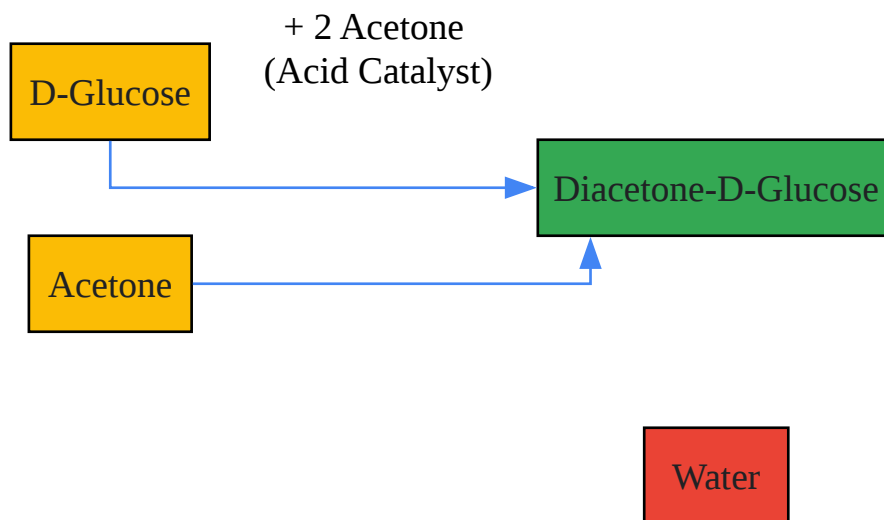 + 2 Acetone
(Acid Catalyst)
D-Glucose
Diacetone-D-Glucose
Acetone
Water